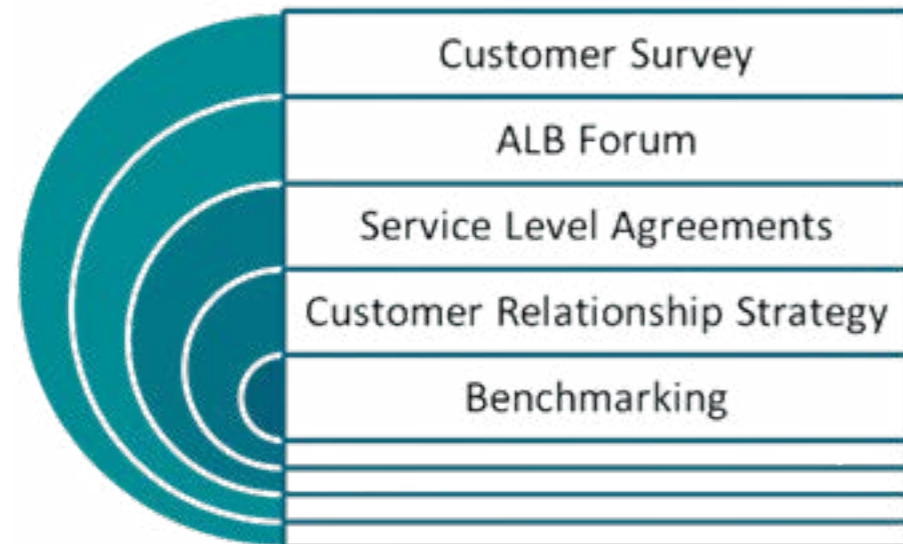 Customer Survey
ALB Forum
Service Level Agreements
Customer Relationship Strategy
Benchmarking